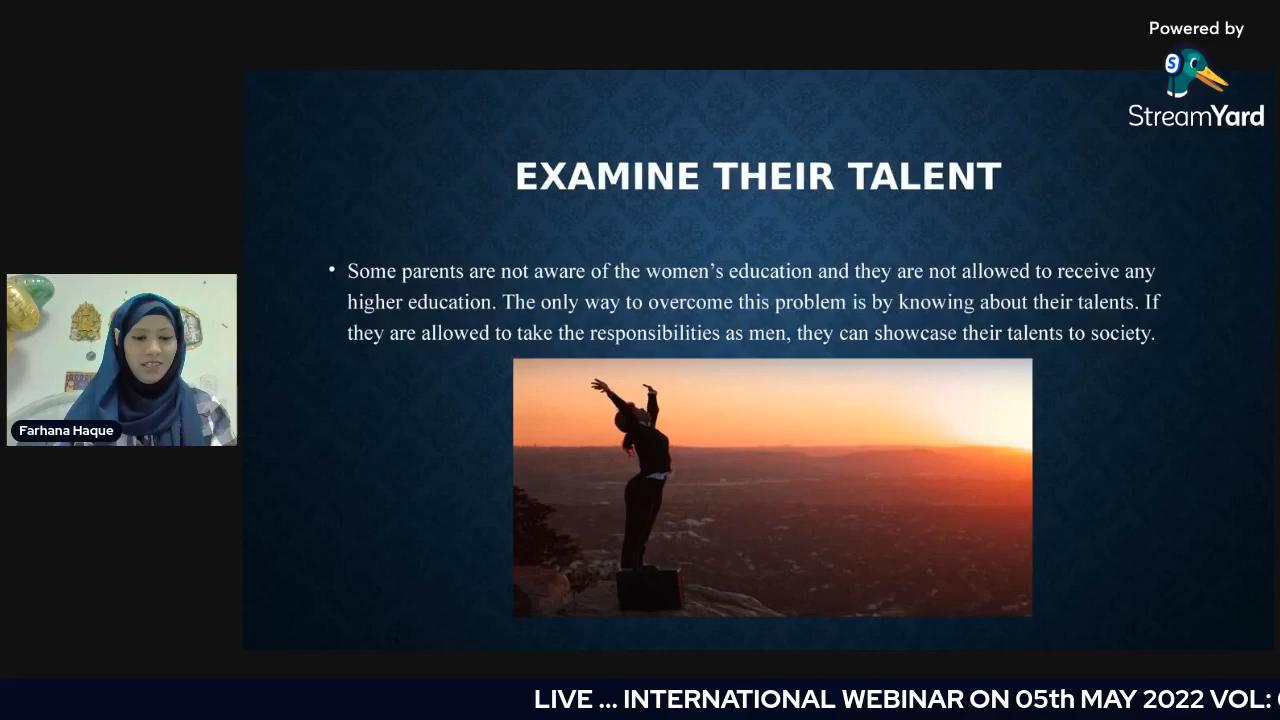 Powered by
StreamYard
EXAMINE THEIR TALENT
• Some parents are not aware of the women’s education and they are not allowed to receive any
higher education. The only way to overcome this problem is by knowing about their talents. If
they are allowed to take the responsibilities as men, they can showcase their talents to society.
Farhana Haque
LIVE ... INTERNATIONAL WEBINAR ON 05th MAY 2022 VOL: